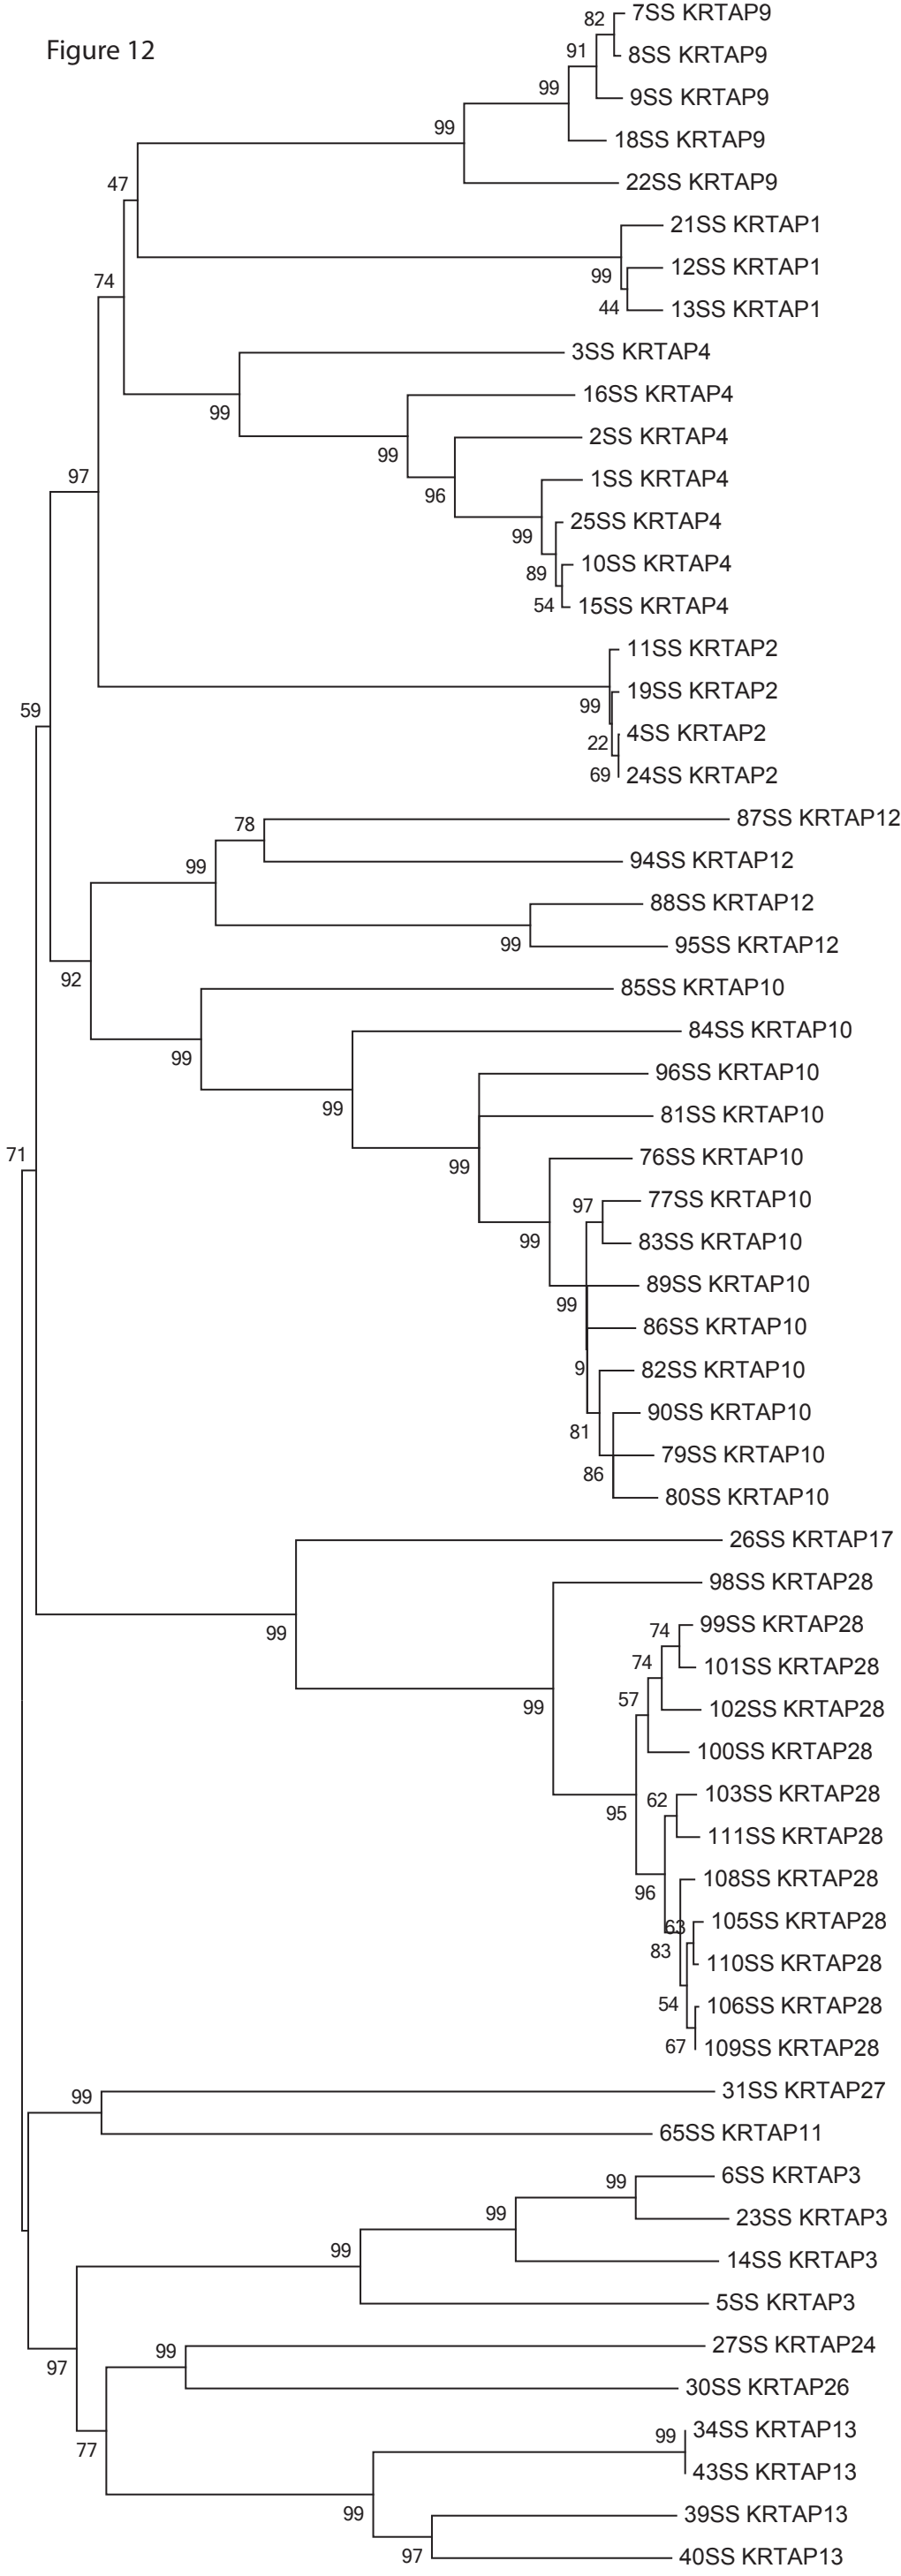 82
7SS KRTAP9
Figure 12
91
8SS KRTAP9
99
9SS KRTAP9
99
18SS KRTAP9
47
22SS KRTAP9
21SS KRTAP1
74
99
12SS KRTAP1
44
13SS KRTAP1
3SS KRTAP4
99
16SS KRTAP4
99
2SS KRTAP4
97
96
1SS KRTAP4
99
25SS KRTAP4
89
10SS KRTAP4
54
15SS KRTAP4
11SS KRTAP2
59
99
19SS KRTAP2
22
4SS KRTAP2
69
24SS KRTAP2
78
87SS KRTAP12
99
94SS KRTAP12
88SS KRTAP12
99
95SS KRTAP12
92
85SS KRTAP10
99
84SS KRTAP10
99
96SS KRTAP10
81SS KRTAP10
71
99
76SS KRTAP10
97
77SS KRTAP10
99
83SS KRTAP10
99
89SS KRTAP10
86SS KRTAP10
9
82SS KRTAP10
81
90SS KRTAP10
86
79SS KRTAP10
80SS KRTAP10
26SS KRTAP17
99
98SS KRTAP28
74
99SS KRTAP28
74
101SS KRTAP28
57
99
102SS KRTAP28
100SS KRTAP28
95
62
103SS KRTAP28
111SS KRTAP28
96
108SS KRTAP28
63
105SS KRTAP28
83
110SS KRTAP28
54
106SS KRTAP28
67
109SS KRTAP28
99
31SS KRTAP27
65SS KRTAP11
99
6SS KRTAP3
99
23SS KRTAP3
99
14SS KRTAP3
5SS KRTAP3
97
99
27SS KRTAP24
30SS KRTAP26
77
99
34SS KRTAP13
43SS KRTAP13
99
39SS KRTAP13
97
40SS KRTAP13